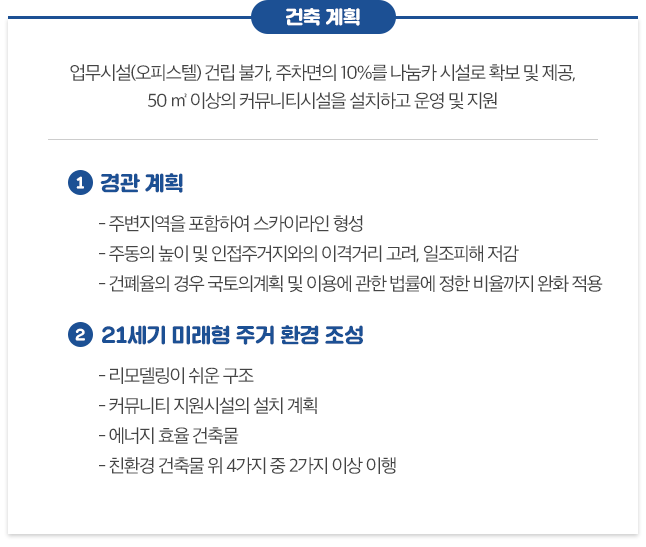 건축 계획
업무시설(오피스텔) 건립 불가, 주차면의 10%를 나눔카 시설로 확보 및 제공,
50 ㎡ 이상의 커뮤니티시설을 설치하고 운영 및 지원
1 경관 계획
- 주변지역을 포함하여 스카이라인 형성
- 주동의 높이 및 인접주거지와의 이격거리 고려, 일조피해 저감
- 건폐율의 경우 국토의계획 및 이용에 관한 법률에 정한 비율까지 완화 적용
2 21세기 미래형 주거 환경 조성
- 리모델링이 쉬운 구조
- 커뮤니티 지원시설의 설치 계획
- 에너지 효율 건축물
- 친환경 건축물 위 4가지 중 2가지 이상 이행